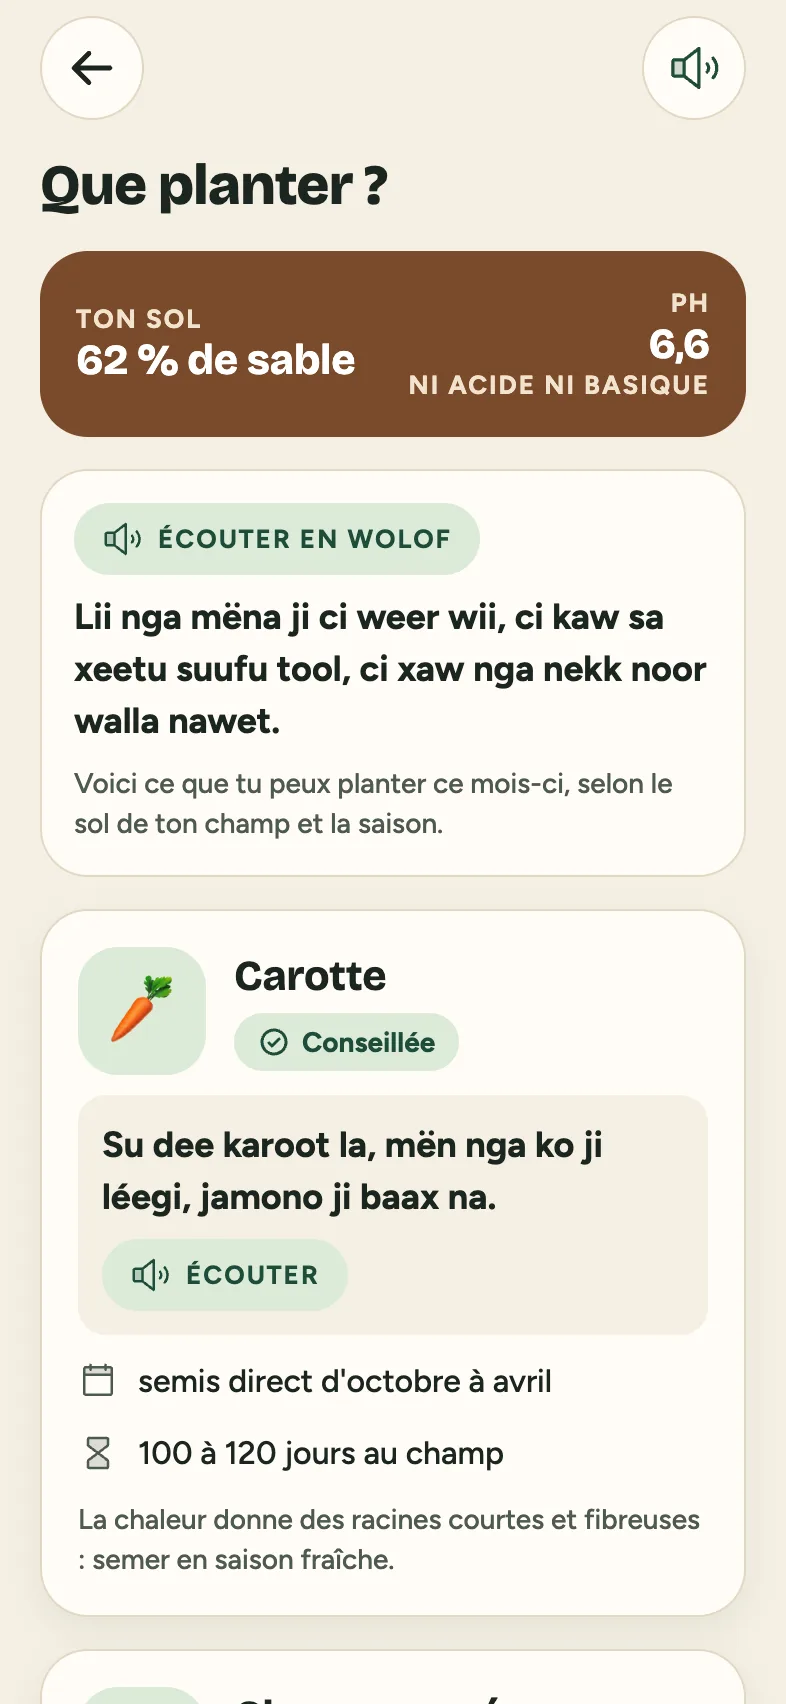 Que planter ?
TON SOL
62 % de sable
PH
6,6
NI ACIDE NI BASIQUE
ÉCOUTER EN WOLOF
Lii nga mëna ji ci weer wii, ci kaw sa
xeetu suufu tool, ci xaw nga nekk noor
walla nawet.
Voici ce que tu peux planter ce mois-ci, selon le
sol de ton champ et la saison.
Carotte
Conseillée
Su dee karoot la, mën nga ko ji
léegi, jamono ji baax na.
ÉCOUTER
semis direct d'octobre à avril
100 à 120 jours au champ
La chaleur donne des racines courtes et fibreuses
: semer en saison fraîche.